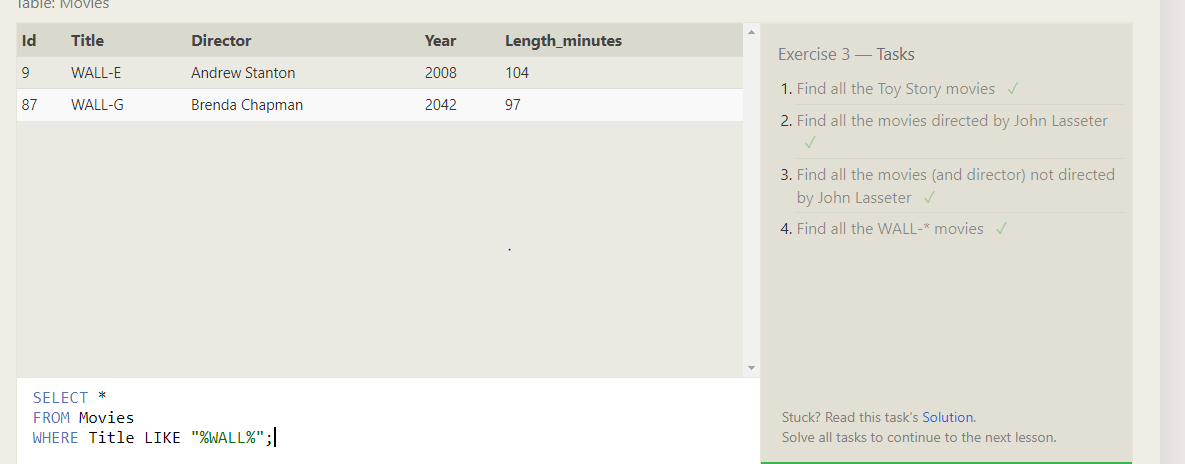 Table: Movies
Id Title Director Year Length_minutes
9 WALL-E Andrew Stanton 2008 104
87 WALL-G Brenda Chapman 2042 97
SELECT *
FROM Movies
WHERE Title LIKE "%WALL%";
Exercise 3 — Tasks
1. Find all the Toy Story movies ✓
2. Find all the movies directed by John Lasseter
✓
3. Find all the movies (and director) not directed
by John Lasseter ✓
4. Find all the WALL-* movies ✓
Stuck? Read this task's Solution.
Solve all tasks to continue to the next lesson.